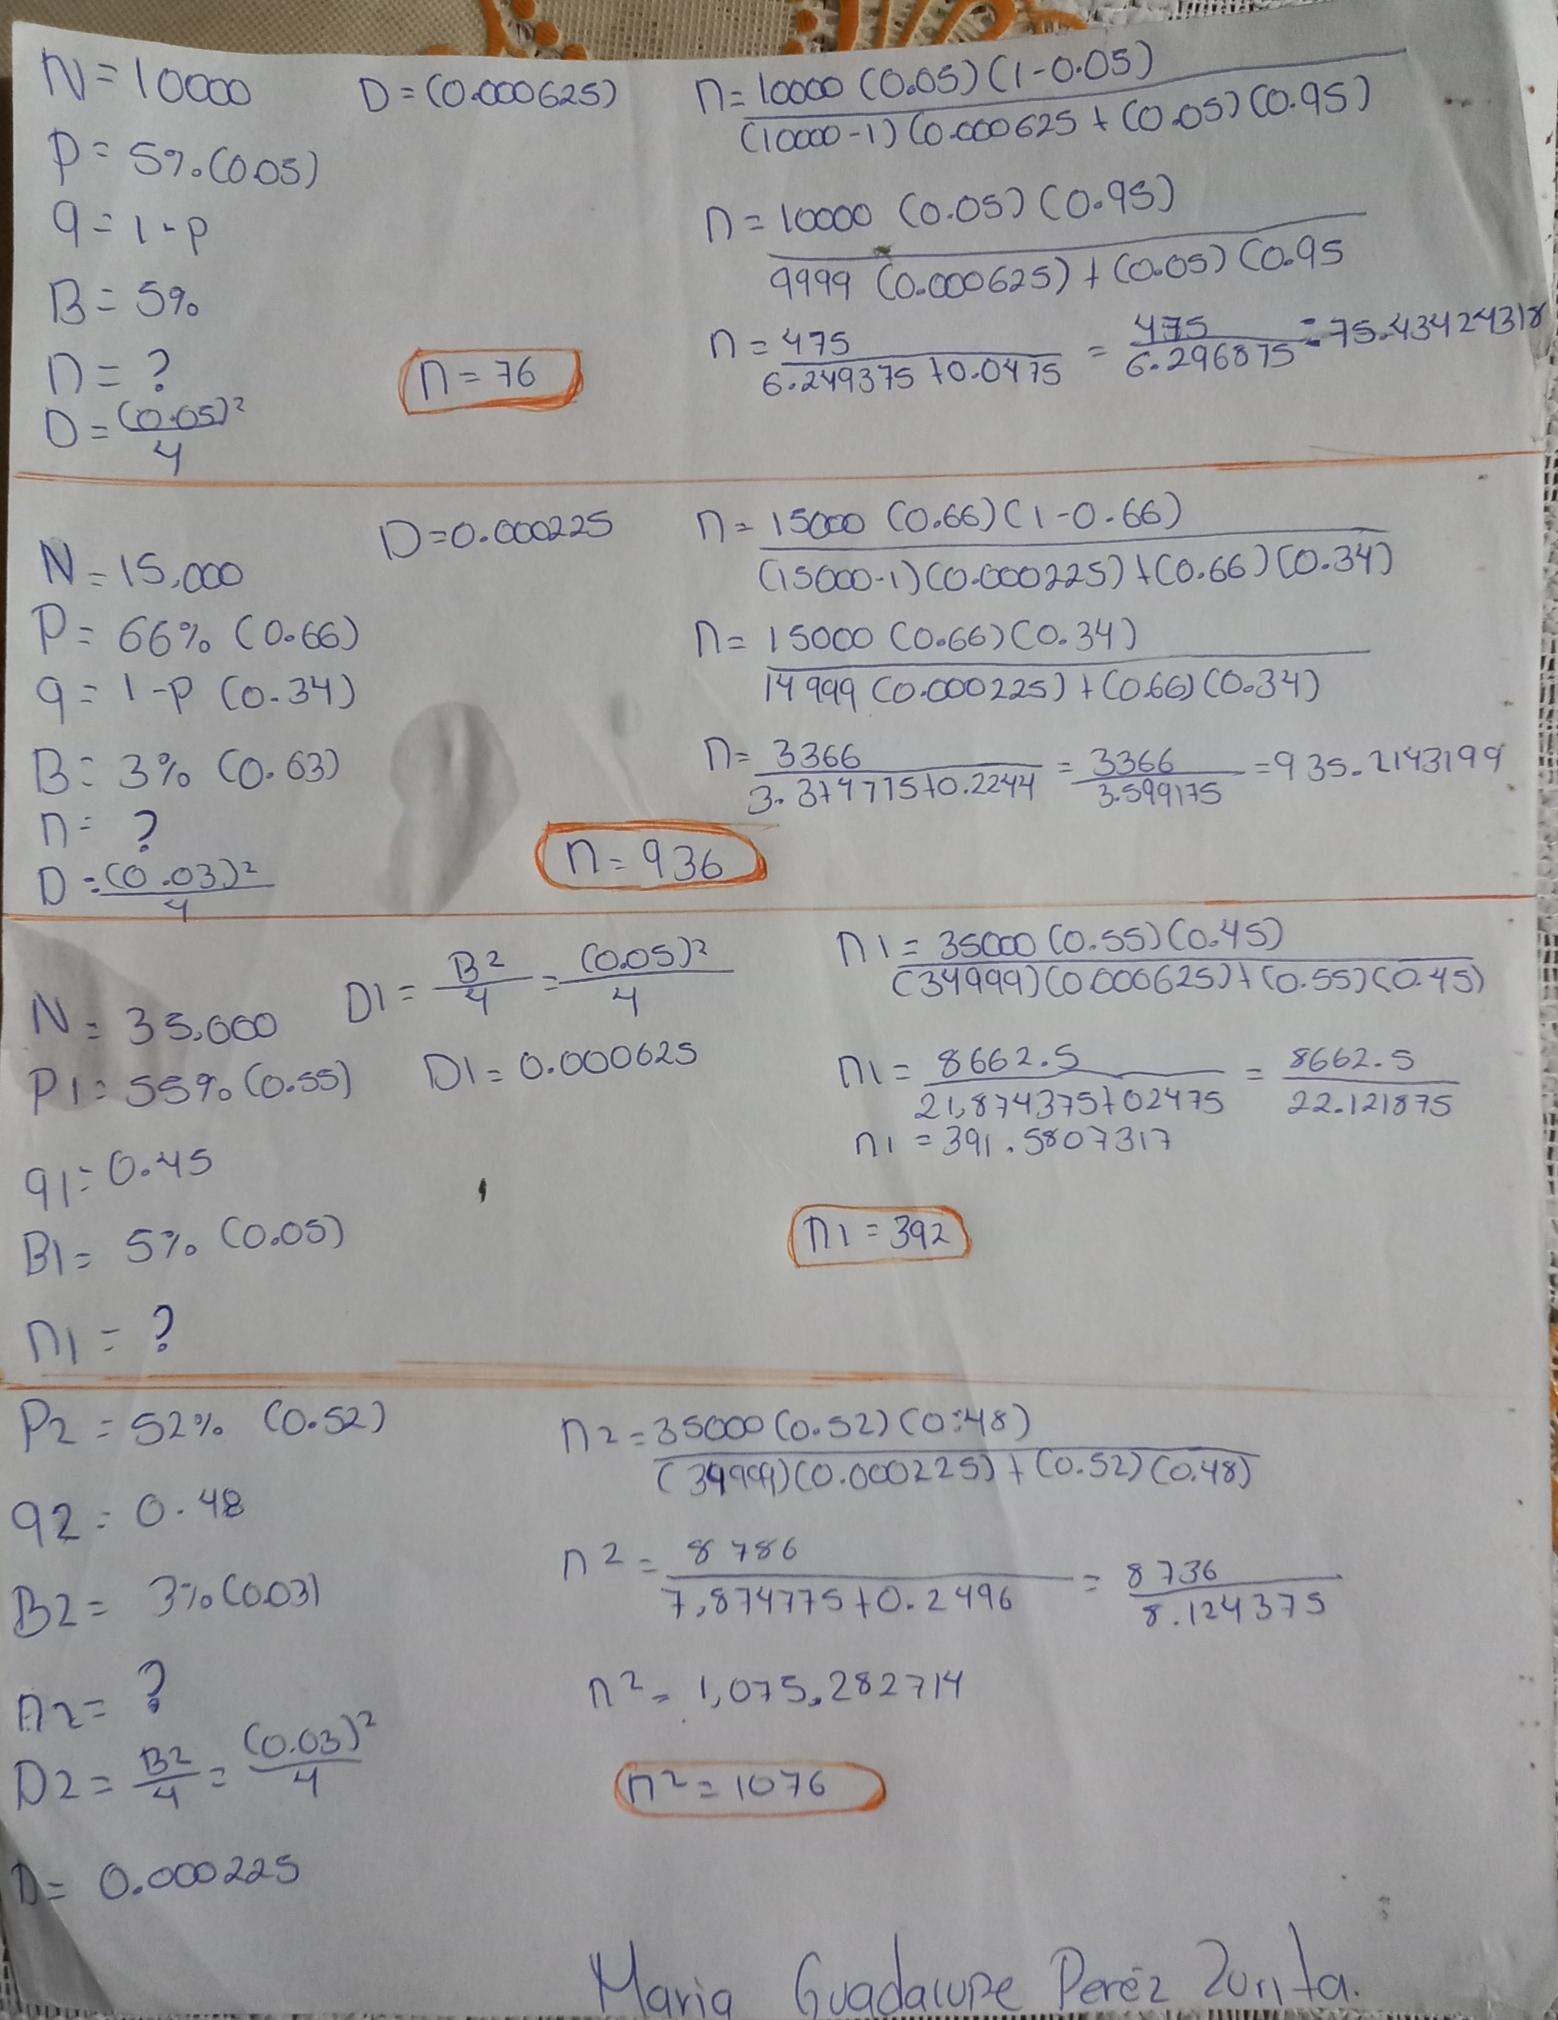 N = 10000
P = 5% (0.05)
q = 1-p
B = 5%
n = ?
D = (0.05)²
4
D = (0.000625)
n = 76
n = 10000 (0.05) (1-0.05)
(10000-1) (0.000625 + (0.05) (0.95)
n = 10000 (0.05) (0.95)
9999 (0.000625) + (0.05) (0.95
n = 475 = 475 = 75.43424318
6.249375 + 0.0475 6.296875
N = 15,000
P = 66% (0.66)
q = 1-p (0.34)
B = 3% (0.03)
n = ?
D = (0.03)²
4
D = 0.000225
n = 936
n = 15000 (0.66) (1-0.66)
(15000-1) (0.000225) + (0.66) (0.34)
n = 15000 (0.66) (0.34)
14999 (0.000225) + (0.66) (0.34)
n = 3366 = 3366 = 935.2143199
3.374775 + 0.2244 3.599175
N = 35,000
P1 = 55% (0.55)
q1 = 0.45
B1 = 5% (0.05)
n1 = ?
D1 = B2 = (0.05)²
4 4
D1 = 0.000625
n1 = 35000 (0.55) (0.45)
(34999) (0.000625) + (0.55) (0.45)
n1 = 8662.5 = 8662.5
21,874375 + 02475 22.121875
n1 = 391.5807317
n1 = 392
P2 = 52% (0.52)
q2 = 0.48
B2 = 3% (0.03)
n2 = ?
D2 = B2 = (0.03)²
4 4
D = 0.000225
n2 = 35000 (0.52) (0.48)
(34999) (0.000225) + (0.52) (0.48)
n2 = 8786 = 8736
7,874775 + 0.2496 8.124375
n2 = 1,075,282714
n2 = 1076
Maria Guadalupe Peréz Zurita.